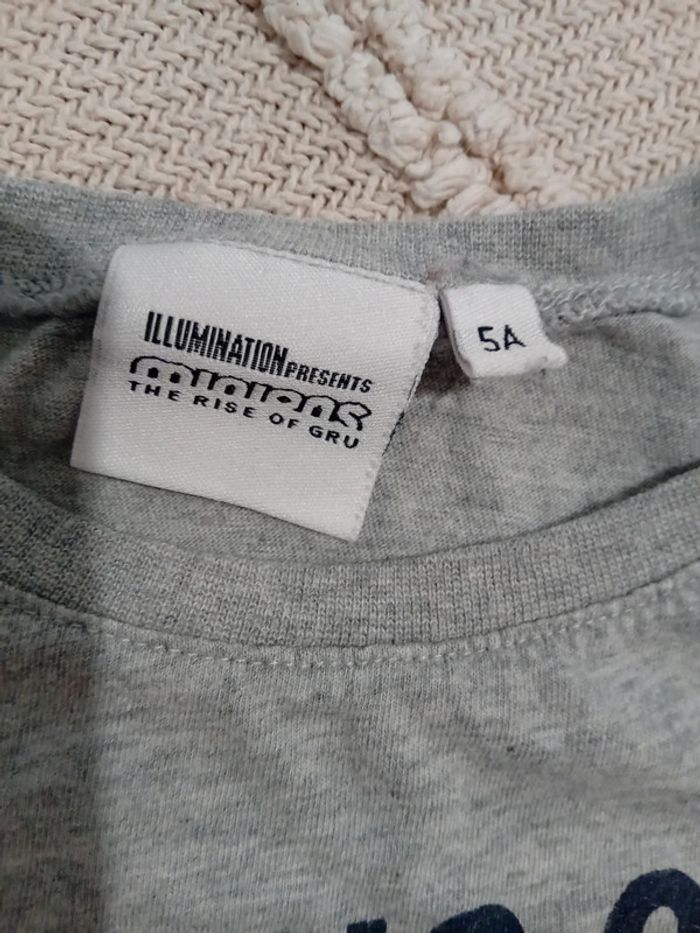 ILLUMINATION PRESENTS
minions
THE RISE OF GRU
5A